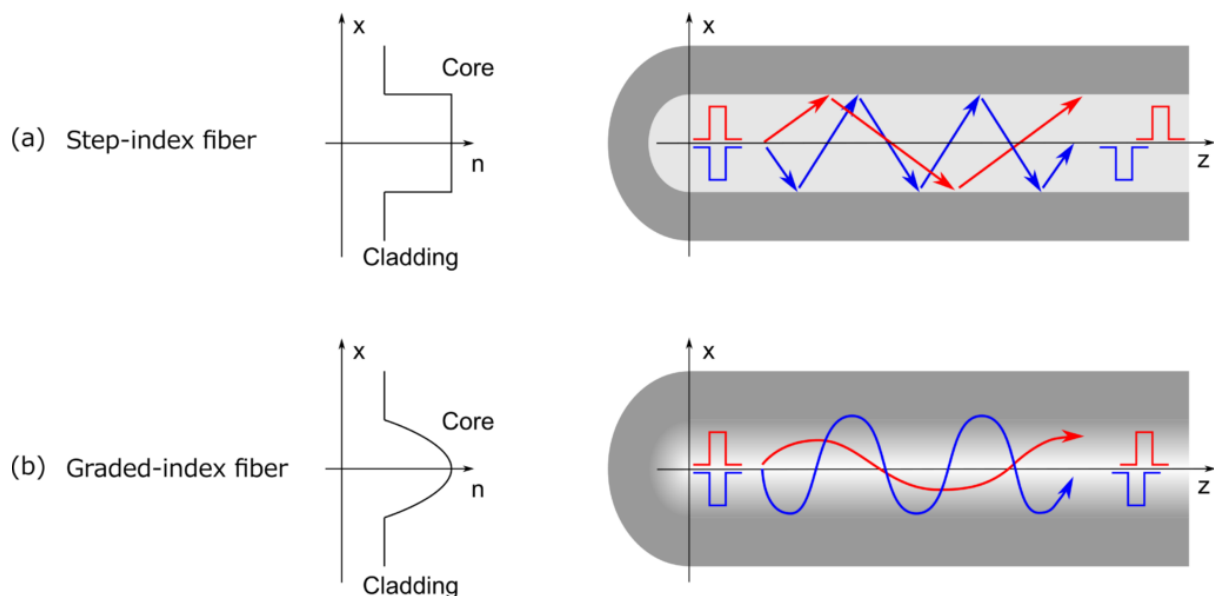 x
Core
(a) Step-index fiber
n
Cladding
x
z
x
Core
(b) Graded-index fiber
n
Cladding
x
z